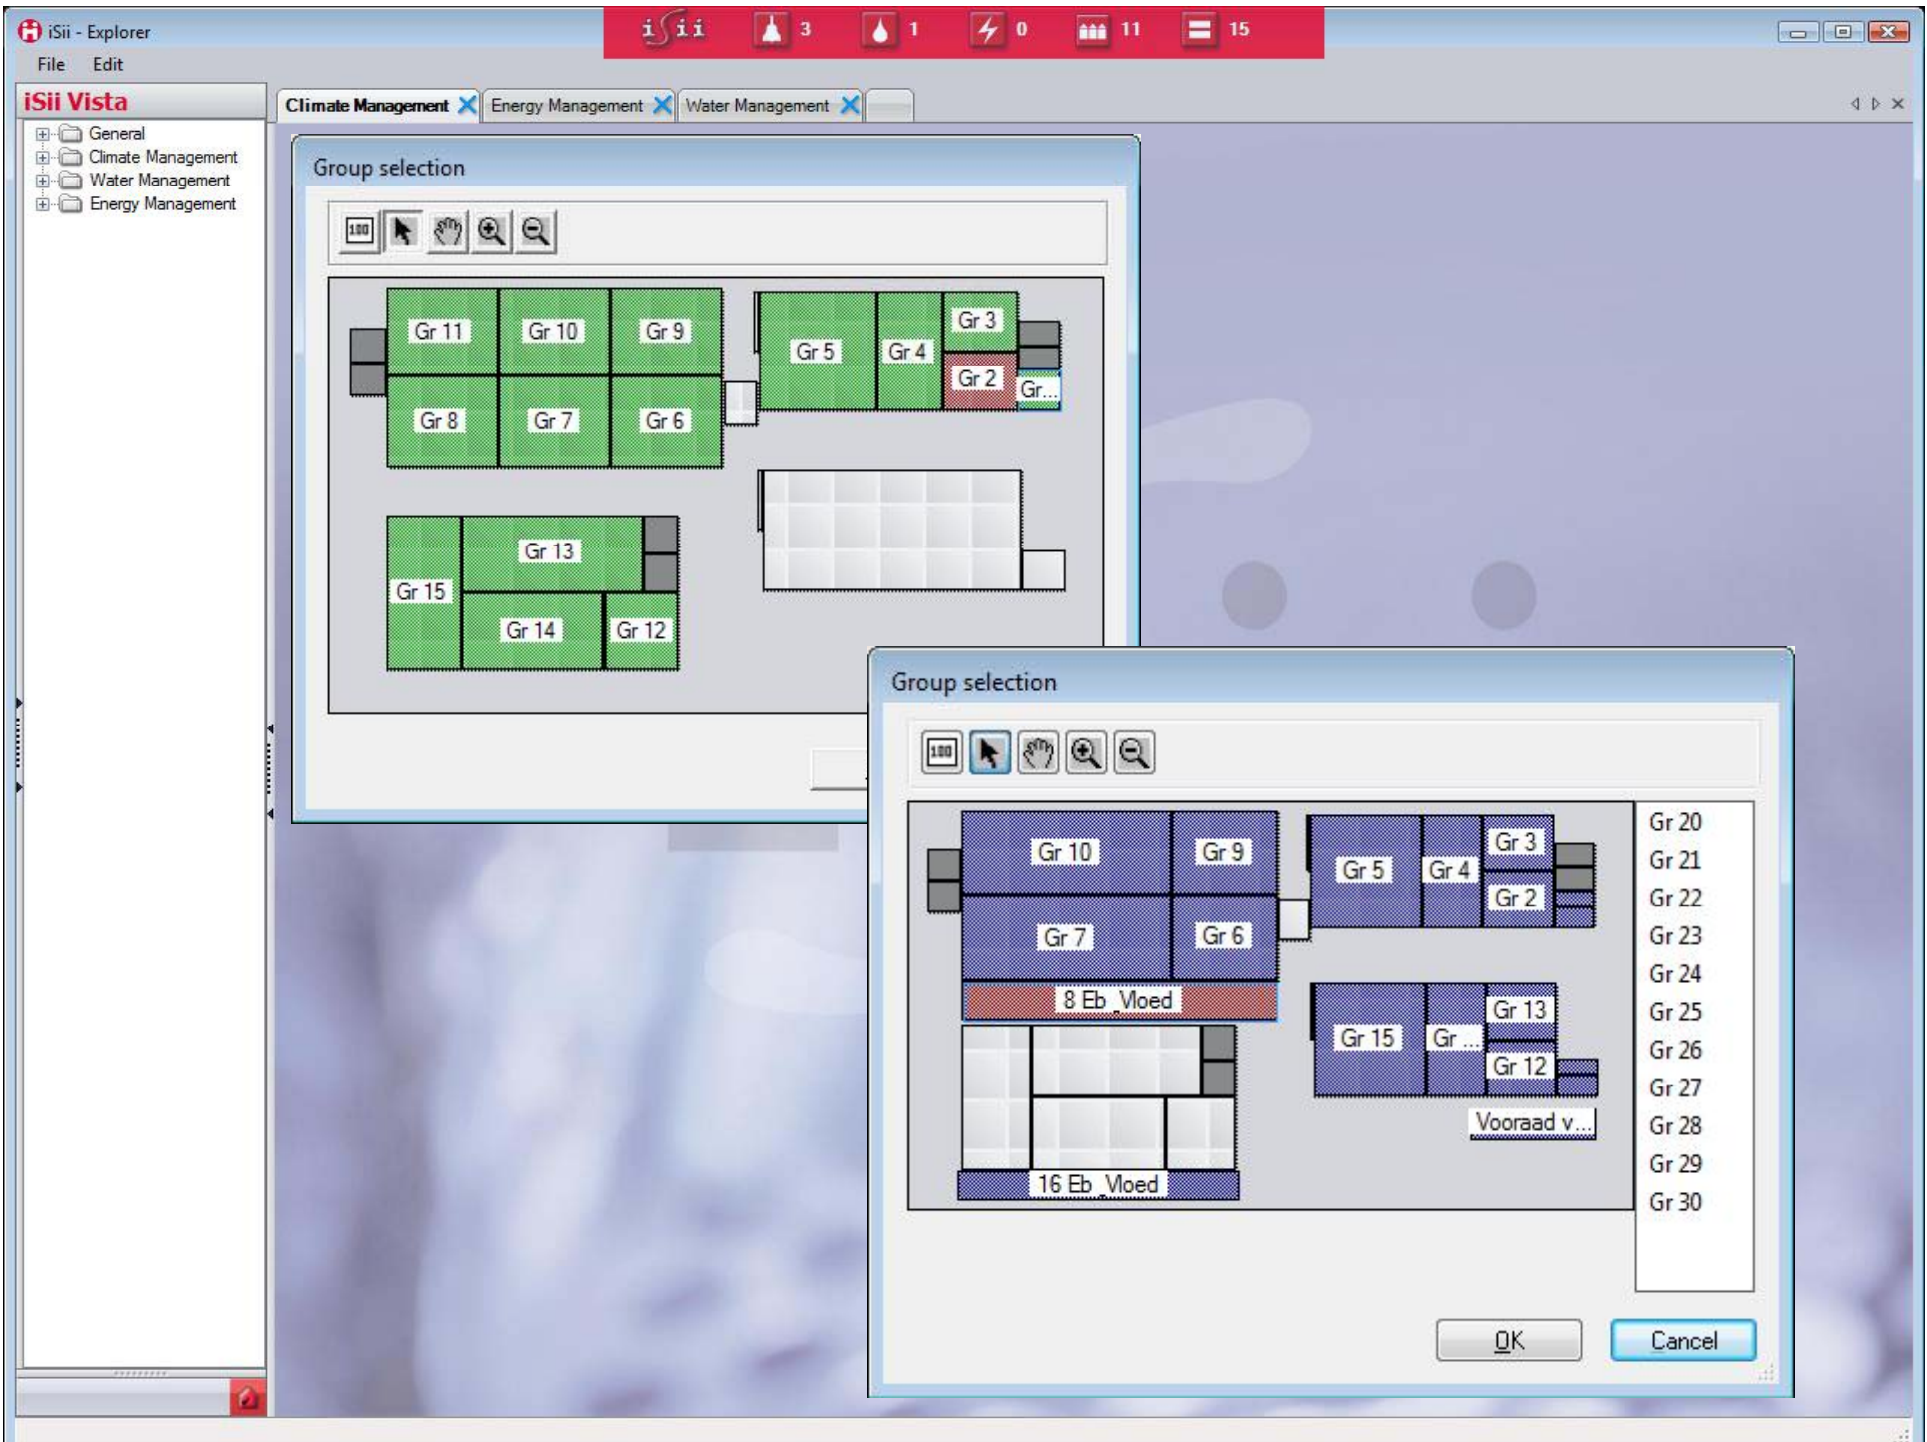 iSii - Explorer
iSii 3 1 0 11 15
File Edit
iSii Vista
General
Climate Management
Water Management
Energy Management
Climate Management Energy Management Water Management
Group selection
100
Gr 11 Gr 10 Gr 9
Gr 8 Gr 7 Gr 6
Gr 5 Gr 4 Gr 3
Gr 2 Gr...
Gr 13
Gr 15
Gr 14 Gr 12
Group selection
100
Gr 10 Gr 9
Gr 7 Gr 6
8 Eb_Vloed
16 Eb_Vloed
Gr 5 Gr 4 Gr 3
Gr 2
Gr 15 Gr ... Gr 13
Gr 12
Vooraad v...
Gr 20
Gr 21
Gr 22
Gr 23
Gr 24
Gr 25
Gr 26
Gr 27
Gr 28
Gr 29
Gr 30
OK Cancel